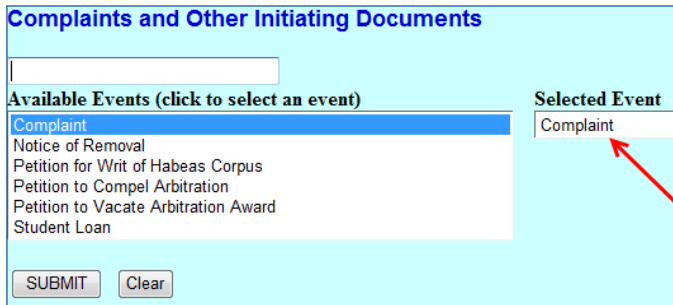 Complaints and Other Initiating Documents
Available Events (click to select an event)
Selected Event
Complaint
Complaint
Notice of Removal
Petition for Writ of Habeas Corpus
Petition to Compel Arbitration
Petition to Vacate Arbitration Award
Student Loan
SUBMIT
Clear